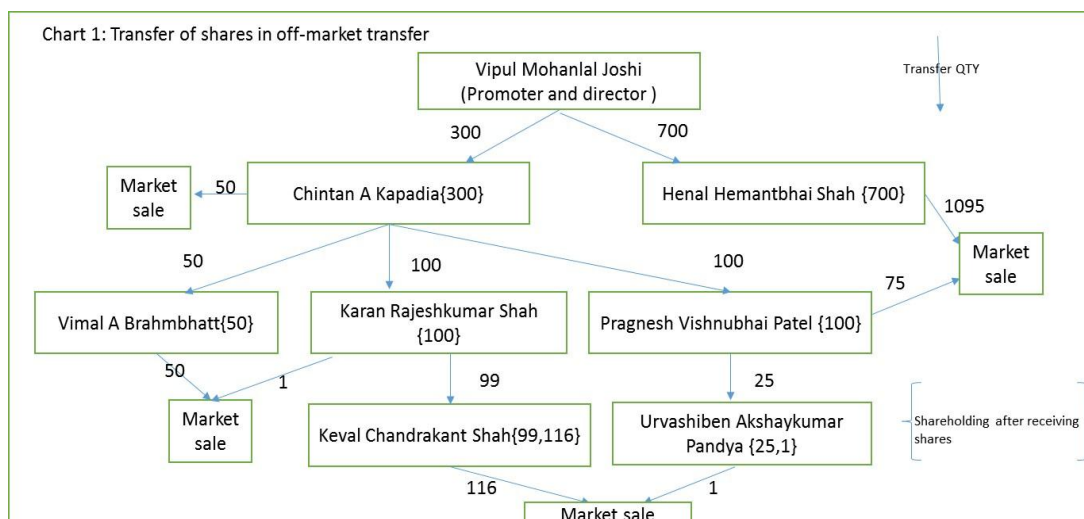 Chart 1: Transfer of shares in off-market transfer
Vipul Mohanlal Joshi
(Promoter and director )
Transfer QTY
300
700
Market
sale
50
Chintan A Kapadia{300}
Henal Hemantbhai Shah {700}
1095
Market
sale
50
100
100
75
Vimal A Brahmbhatt{50}
Karan Rajeshkumar Shah
{100}
Pragnesh Vishnubhai Patel {100}
50
1
99
25
Market
sale
Keval Chandrakant Shah{99,116}
Urvashiben Akshaykumar
Pandya {25,1}
Shareholding after receiving
shares
116
1
Market sale